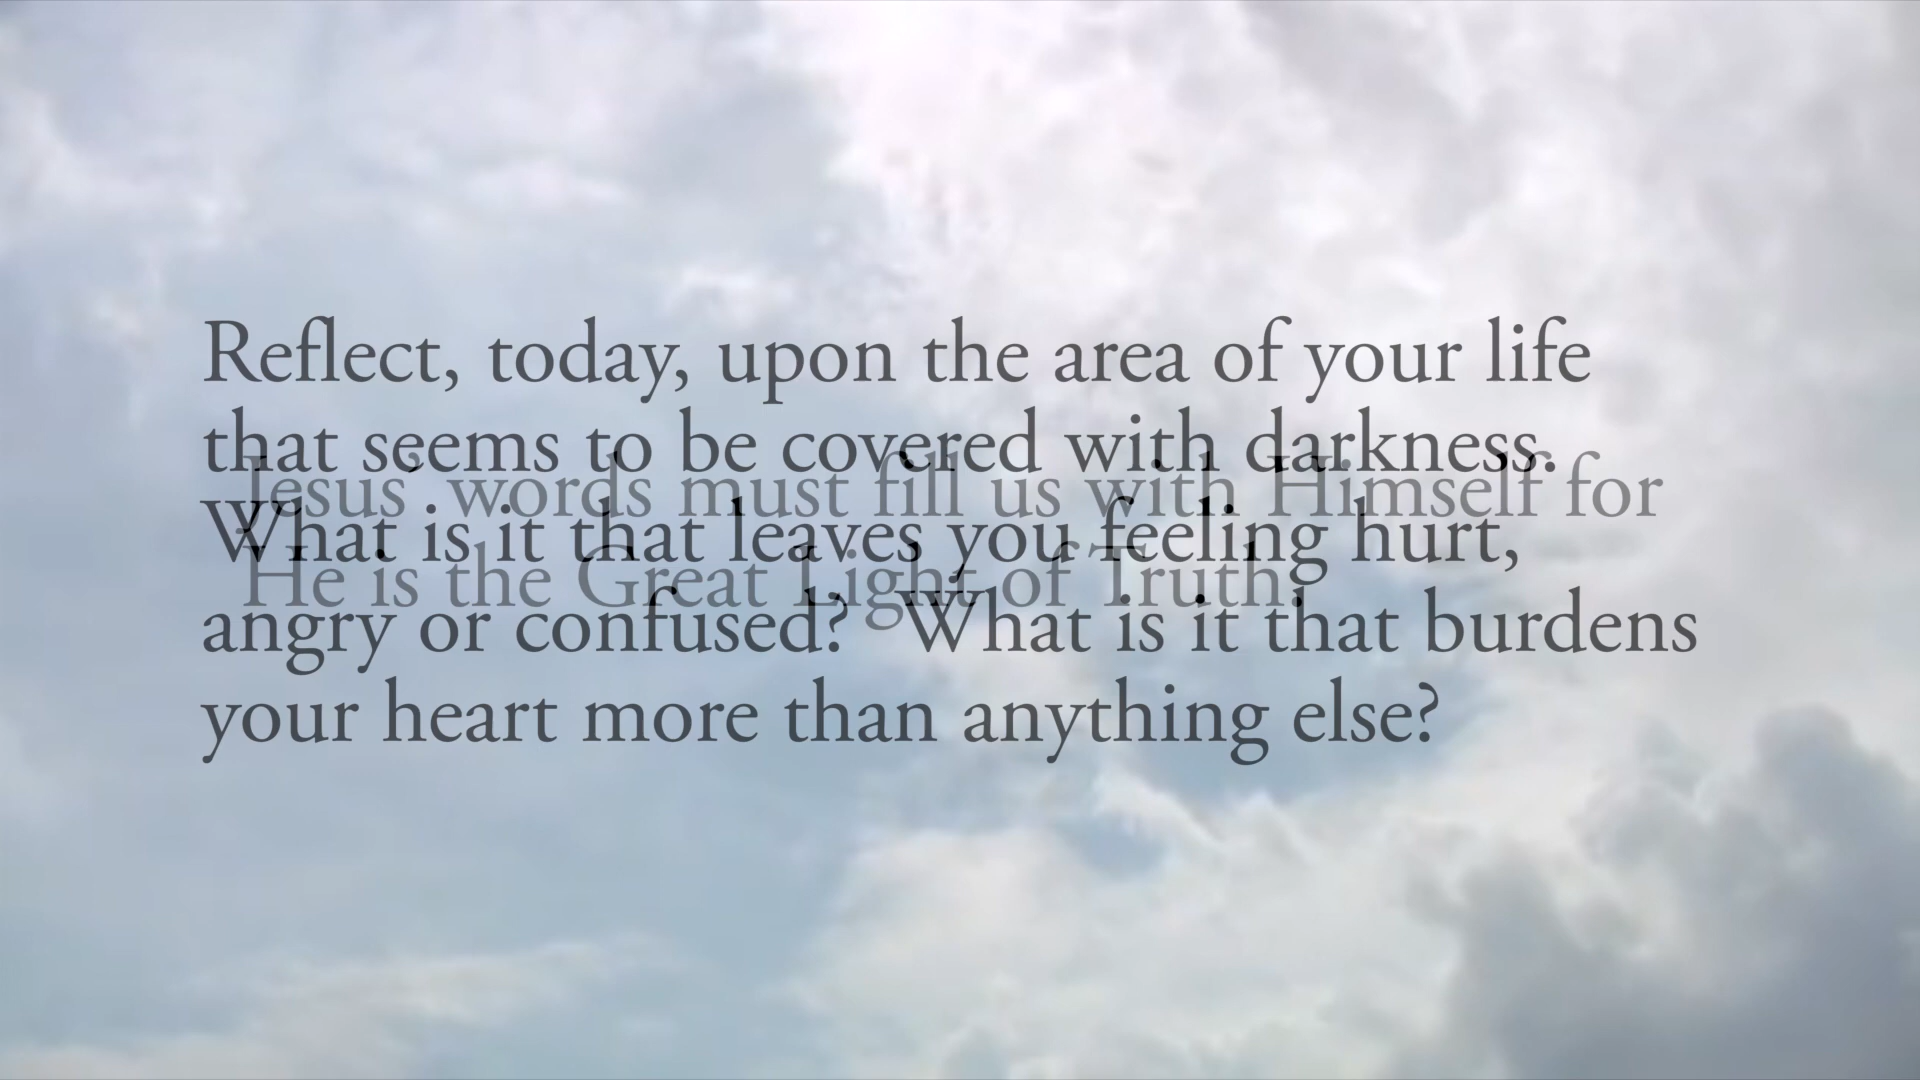 Reflect, today, upon the area of your life
that seems to be covered with darkness.
What is it that leaves you feeling hurt,
angry or confused? What is it that burdens
your heart more than anything else?
Jesus' words must fill us with Himself for
He is the Great Light of Truth.